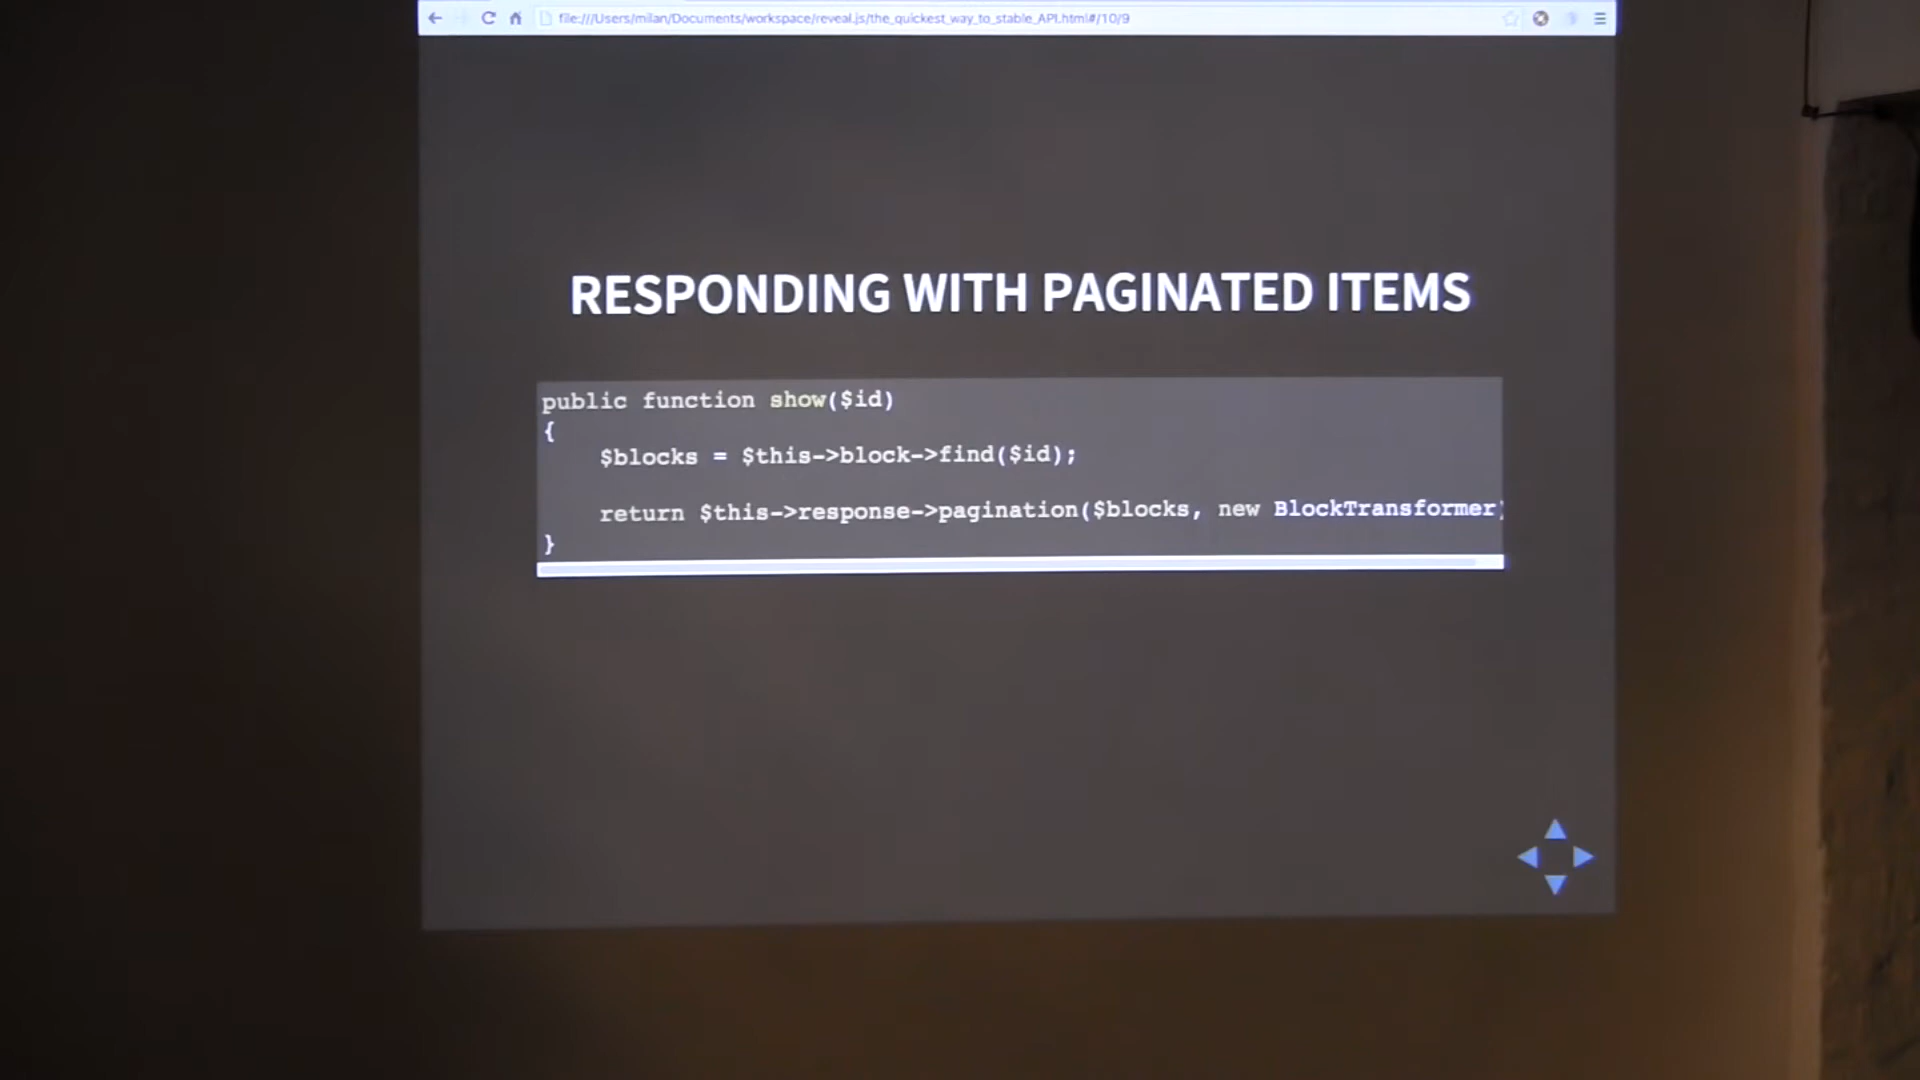 file:///Users/milan/Documents/workspace/reveal.js/the_quickest_way_to_stable_API.html#/10/9
RESPONDING WITH PAGINATED ITEMS
public function show($id)
{
$blocks = $this->block->find($id);
return $this->response->pagination($blocks, new BlockTransformer)
}